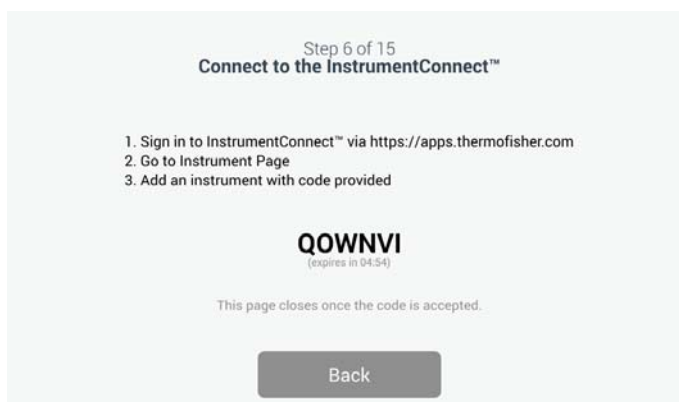 Step 6 of 15
Connect to the InstrumentConnect™
1. Sign in to InstrumentConnect™ via https://apps.thermofisher.com
2. Go to Instrument Page
3. Add an instrument with code provided
QOWNVI
(expires in 04:54)
This page closes once the code is accepted.
Back